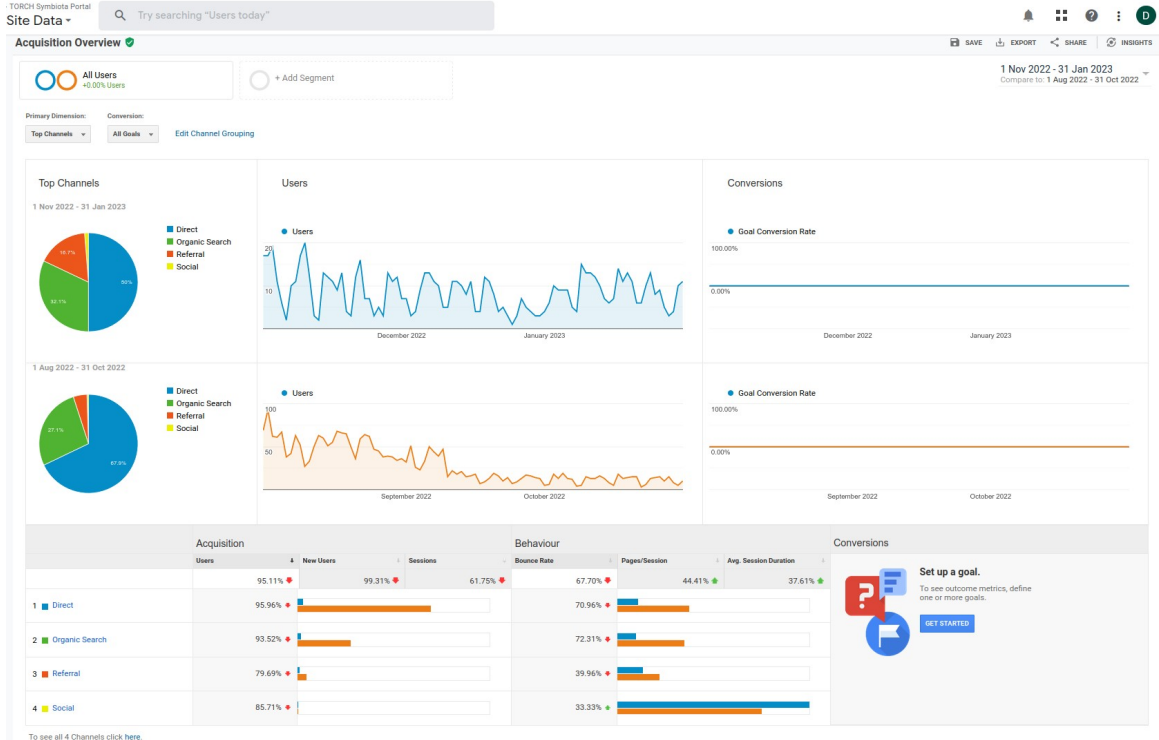 TORCH Symbiota Portal
Site Data
Try searching "Users today"
Acquisition Overview
SAVE EXPORT SHARE INSIGHTS
All Users
+0.00% Users
+ Add Segment
1 Nov 2022 - 31 Jan 2023
Compare to: 1 Aug 2022 - 31 Oct 2022
Primary Dimension: Conversion:
Top Channels All Goals Edit Channel Grouping
Top Channels
1 Nov 2022 - 31 Jan 2023
Direct
Organic Search
Referral
Social
16.7%
50%
32.1%
Users
Users
20
10
December 2022 January 2023
Conversions
Goal Conversion Rate
100.00%
0.00%
December 2022 January 2023
1 Aug 2022 - 31 Oct 2022
Direct
Organic Search
Referral
Social
27.1%
67.9%
Users
100
50
September 2022 October 2022
Goal Conversion Rate
100.00%
0.00%
September 2022 October 2022
Acquisition Behaviour Conversions
Users New Users Sessions Bounce Rate Pages/Session Avg. Session Duration
95.11% 99.31% 61.75% 67.70% 44.41% 37.61%
1 Direct 95.96% 70.96%
2 Organic Search 93.52% 72.31%
3 Referral 79.69% 39.96%
4 Social 85.71% 33.33%
Set up a goal.
To see outcome metrics, define
one or more goals.
GET STARTED
To see all 4 Channels click here.
D